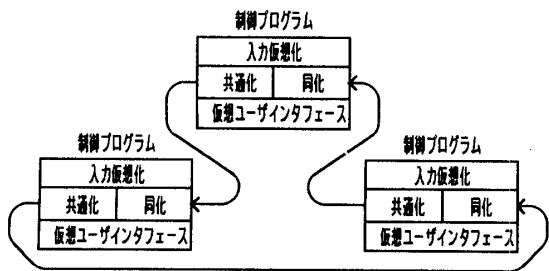 制御プログラム
入力仮想化
共通化 同化
仮想ユーザインタフェース
制御プログラム
入力仮想化
共通化 同化
仮想ユーザインタフェース
制御プログラム
入力仮想化
共通化 同化
仮想ユーザインタフェース